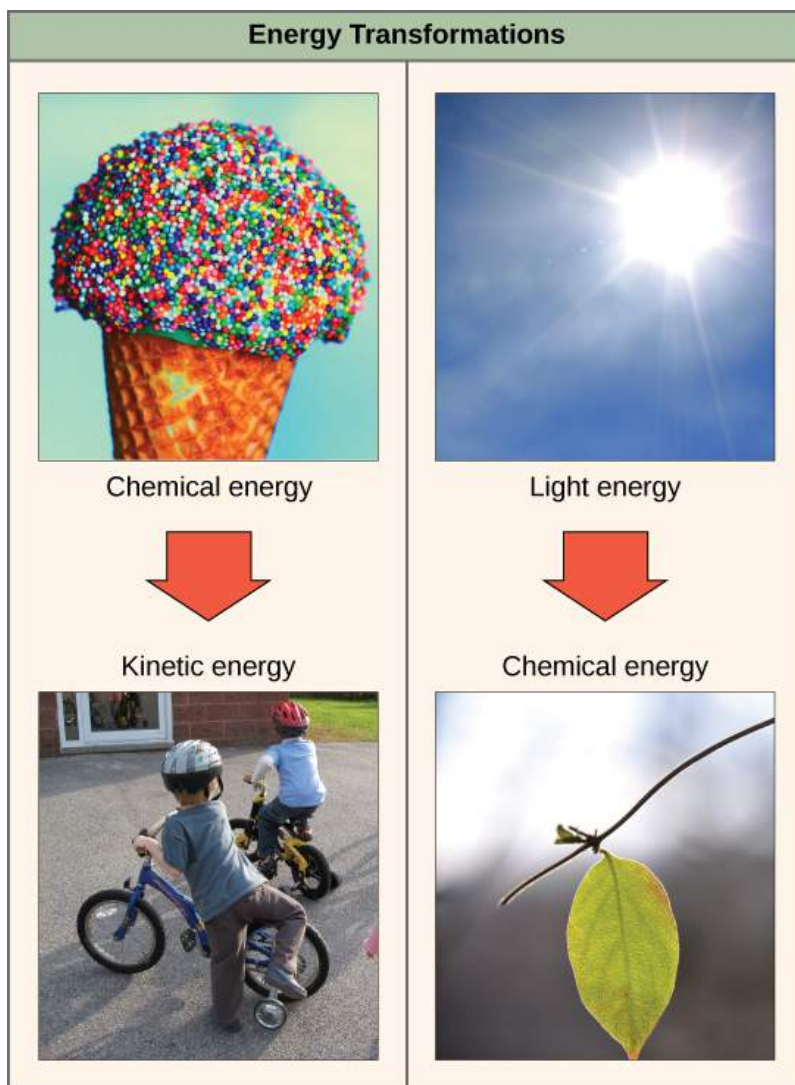 Energy Transformations
Chemical energy
Kinetic energy
Light energy
Chemical energy